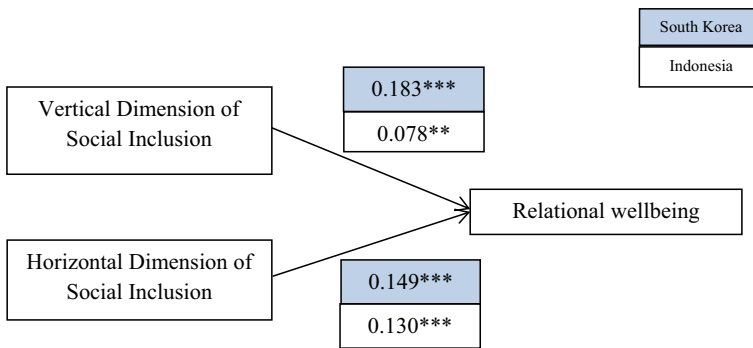 South Korea
Indonesia
0.183***
0.078**
Vertical Dimension of
Social Inclusion
Relational wellbeing
Horizontal Dimension of
Social Inclusion
0.149***
0.130***